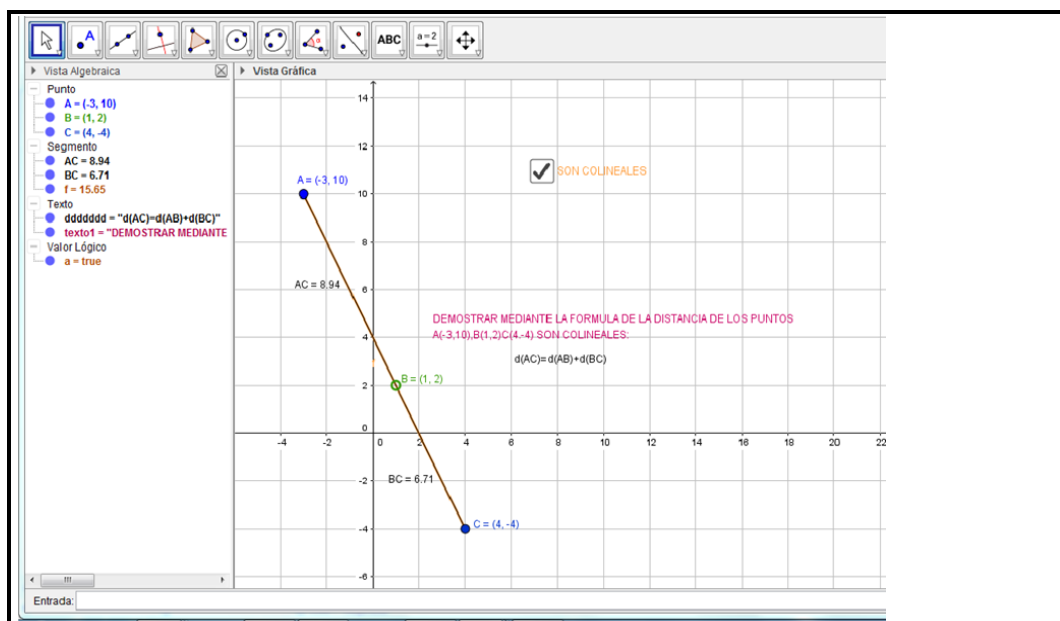 A
ABC
a=2
Vista Algebraica
Vista Gráfica
Punto
A = (-3, 10)
B = (1, 2)
C = (4, -4)
Segmento
AC = 8.94
BC = 6.71
f = 15.65
Texto
ddddddd = "d(AC)=d(AB)+d(BC)"
texto1 = "DEMOSTRAR MEDIANTE
Valor Lógico
a = true
14
12
10
8
6
4
2
0
-2
-4
-6
-4
-2
0
2
4
6
8
10
12
14
16
18
20
22
SON COLINEALES
A = (-3, 10)
AC = 8.94
DEMOSTRAR MEDIANTE LA FORMULA DE LA DISTANCIA DE LOS PUNTOS
A(-3,10),B(1,2)C(4.-4) SON COLINEALES:
d(AC)=d(AB)+d(BC)
B = (1, 2)
BC = 6.71
C = (4, -4)
Entrada: